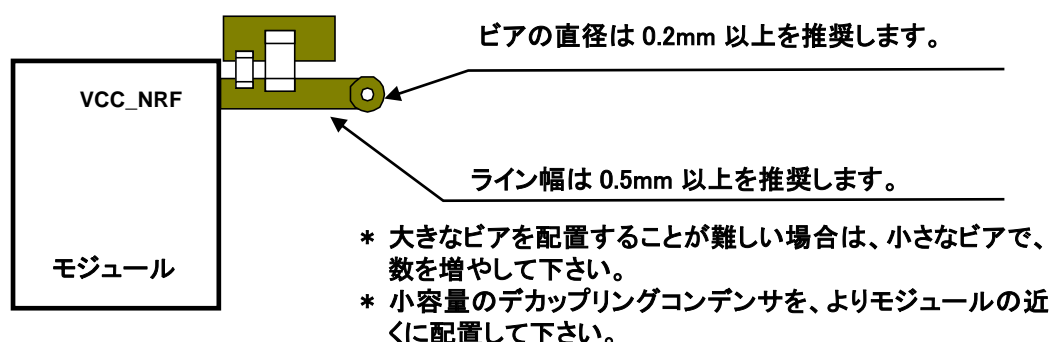 ビアの直径は 0.2mm 以上を推奨します。
VCC_NRF
ライン幅は 0.5mm 以上を推奨します。
モジュール
* 大きなビアを配置することが難しい場合は、小さなビアで、
数を増やして下さい。
* 小容量のデカップリングコンデンサを、よりモジュールの近
くに配置して下さい。